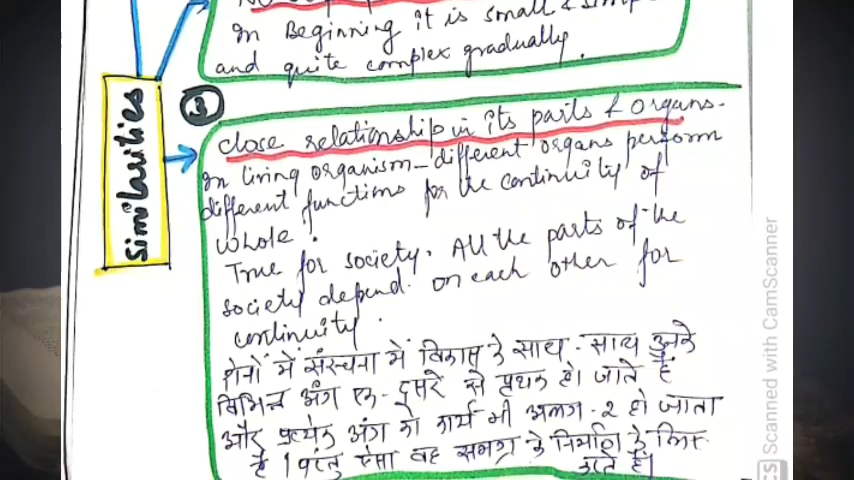 In Beginning it is small & simple
and quite complex gradually.
Similarities
3
close relationship in its parts & organs.
In living organism - different organs perform
different functions for the continuity of
whole.
True for society. All the parts of the
society depend on each other for
continuity.
दोनों में संरचना में विकास के साथ-साथ उनके
विभिन्न अंग एक-दूसरे से पृथक हो जाते हैं
और प्रत्येक अंग के कार्य भी अलग-२ हो जाता
है। परंतु ऐसा वह समग्र के निर्माण के लिए
करते हैं।
Scanned with CamScanner
CS